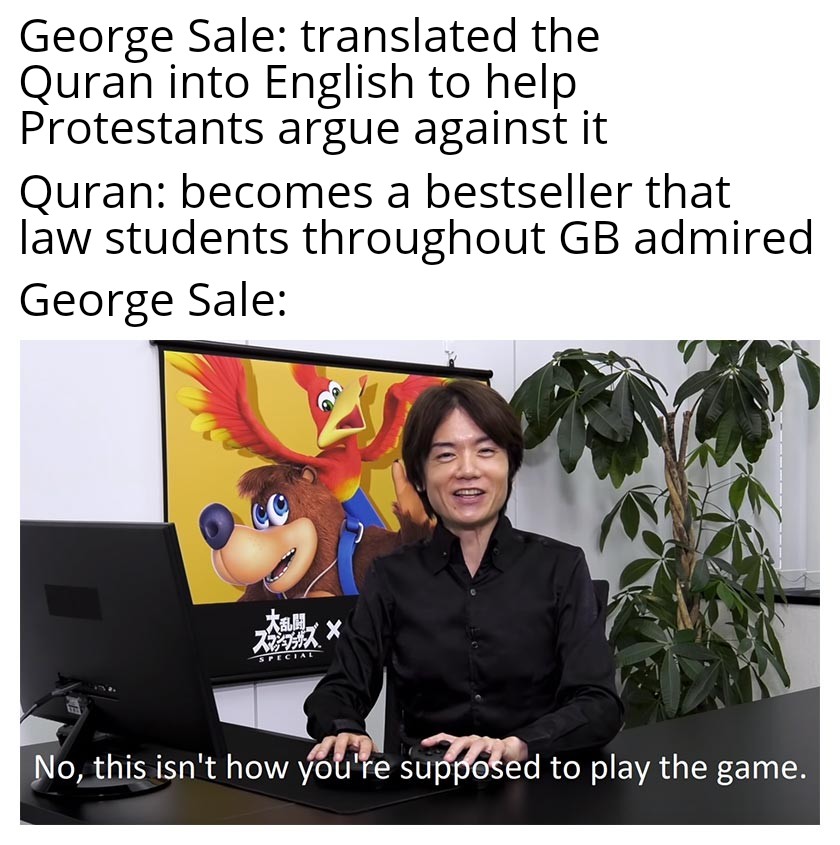 George Sale: translated the
Quran into English to help
Protestants argue against it
Quran: becomes a bestseller that
law students throughout GB admired
George Sale:
大乱闘
スマッシュブラザーズ ×
SPECIAL
No, this isn't how you're supposed to play the game.